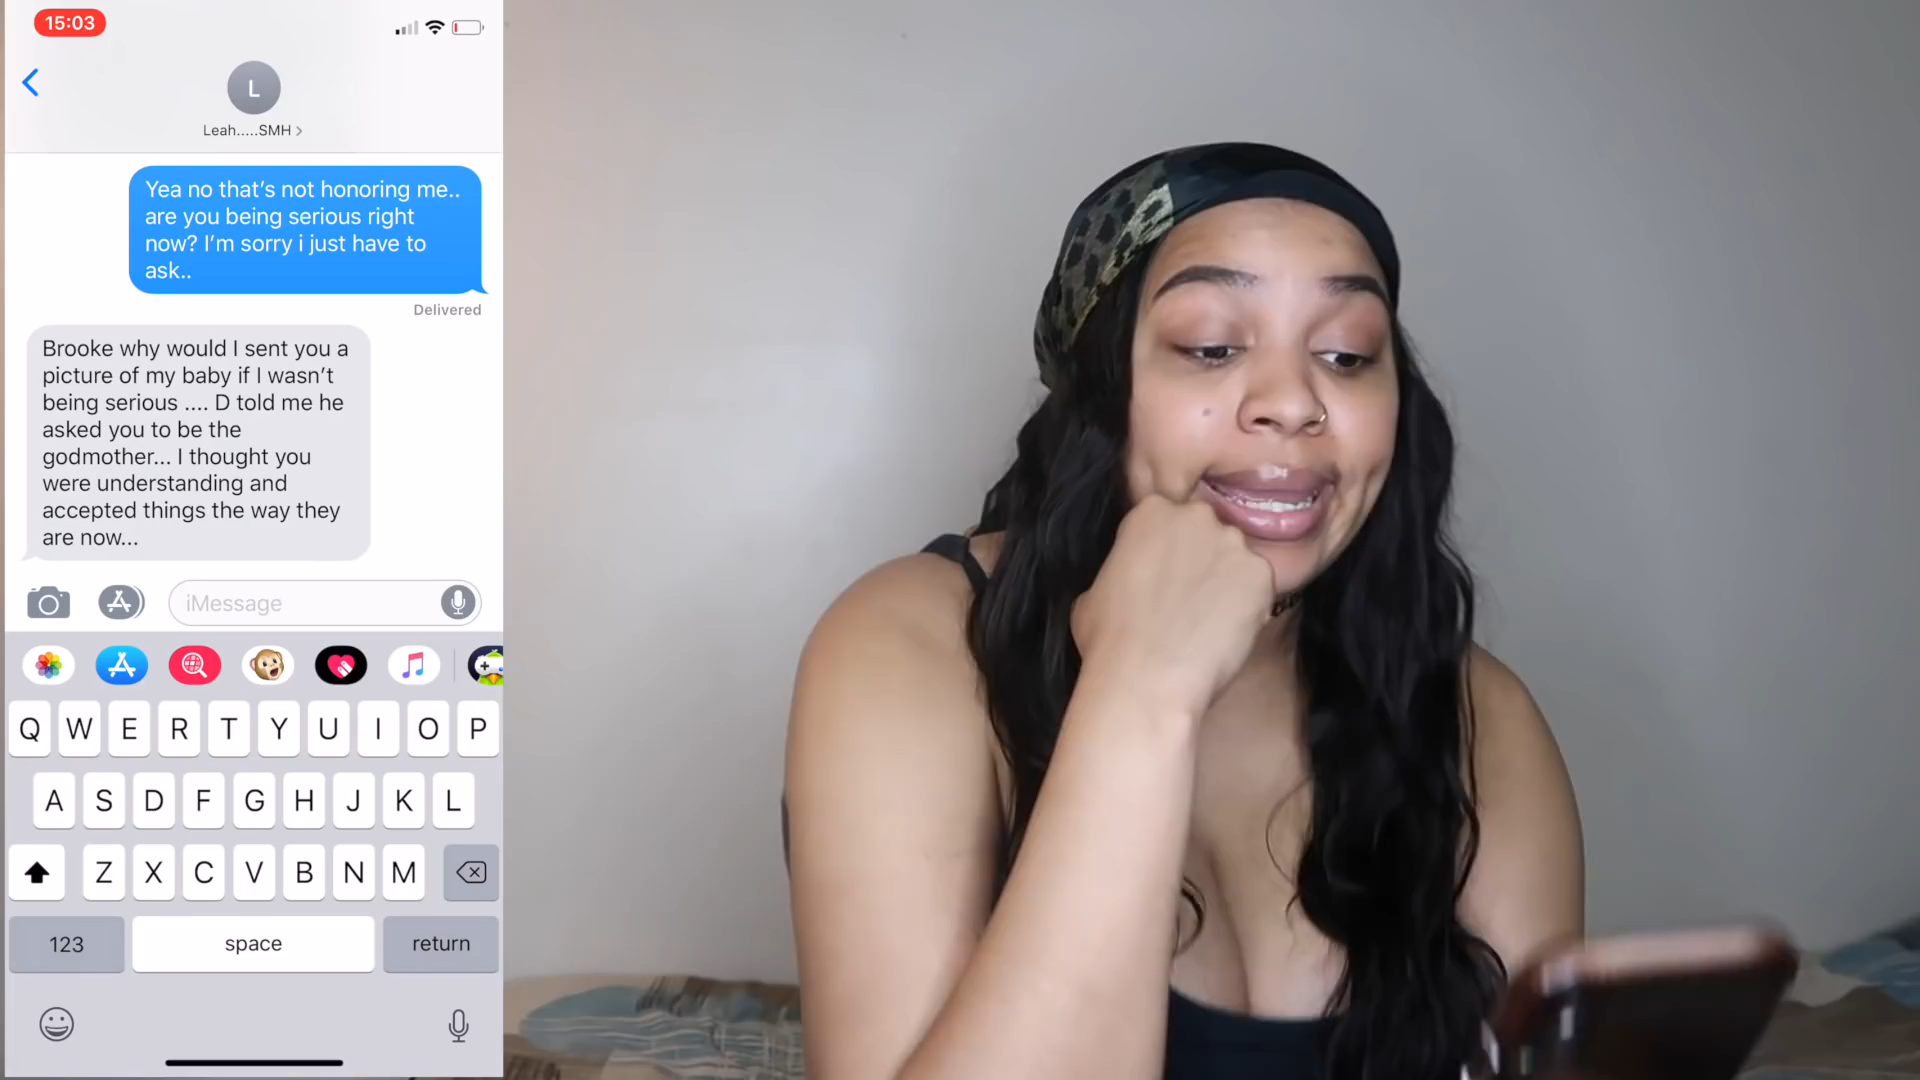 15:03
L
Leah.....SMH >
Yea no that's not honoring me..
are you being serious right
now? I'm sorry i just have to
ask..
Delivered
Brooke why would I sent you a
picture of my baby if I wasn't
being serious .... D told me he
asked you to be the
godmother... I thought you
were understanding and
accepted things the way they
are now...
iMessage
Q W E R T Y U I O P
A S D F G H J K L
Z X C V B N M
123 space return